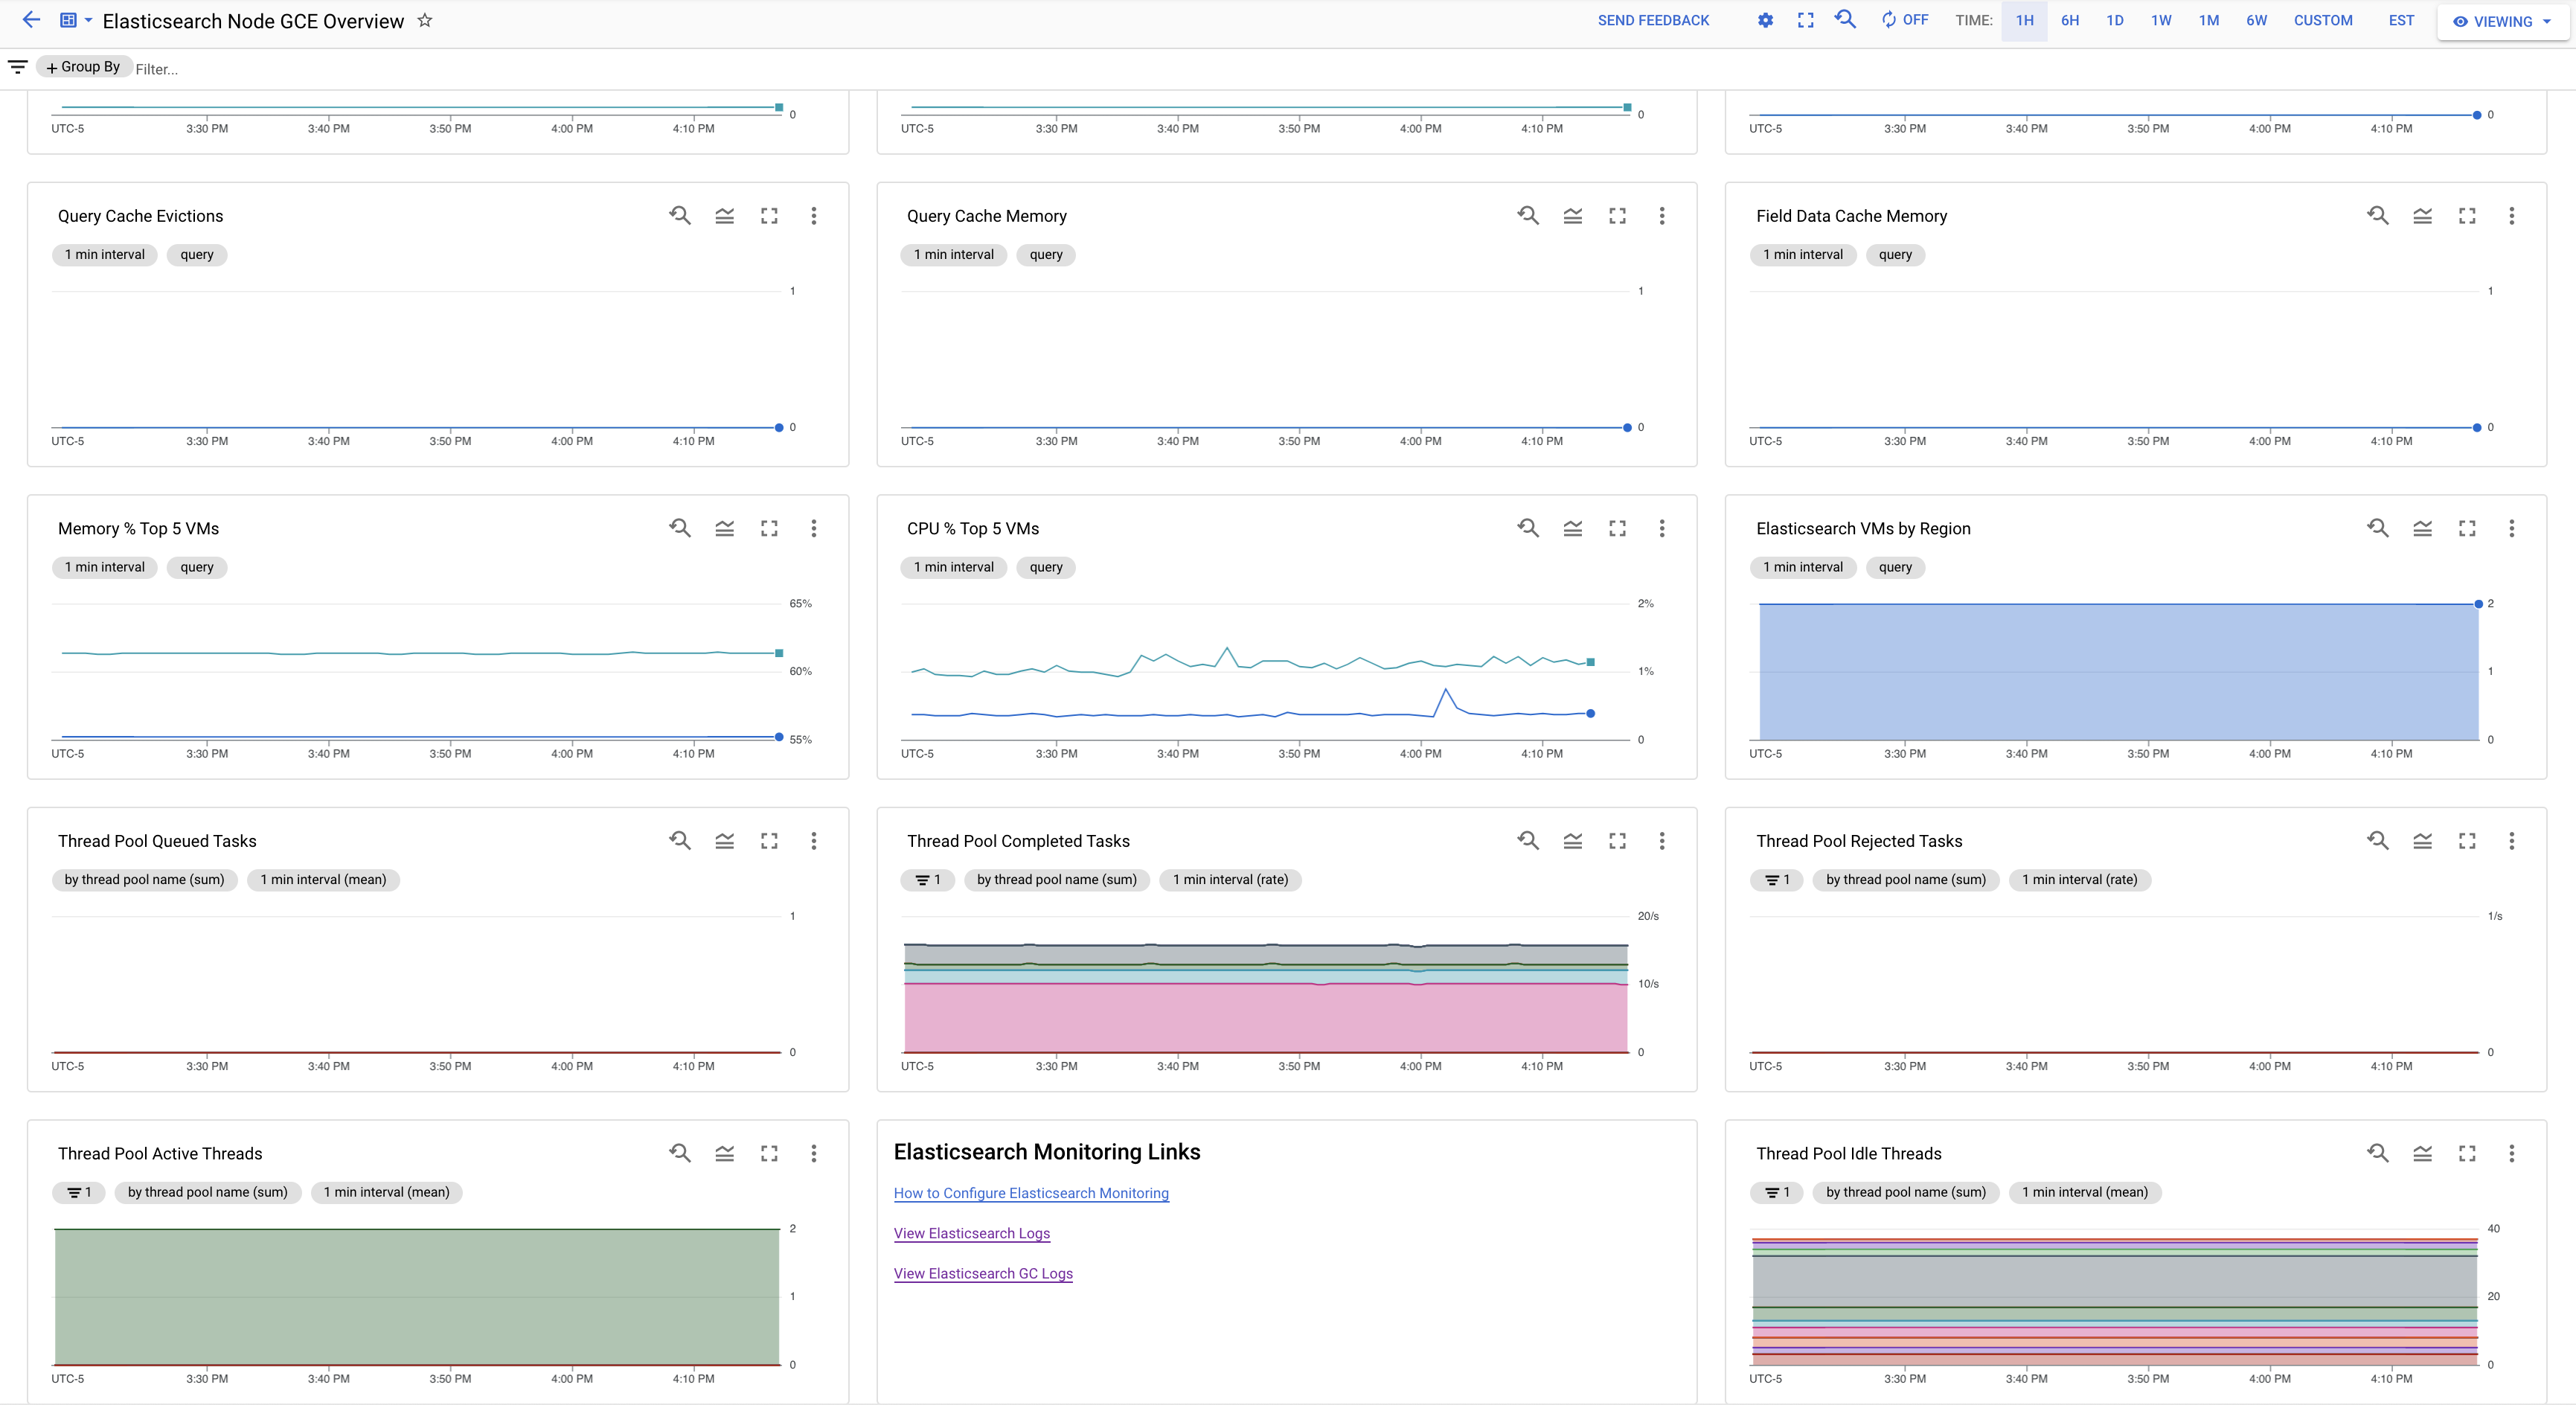 Elasticsearch Node GCE Overview
SEND FEEDBACK
OFF
TIME:
1H
6H
1D
1W
1M
6W
CUSTOM
EST
VIEWING
+ Group By
Filter...
0
UTC-5 3:30 PM 3:40 PM 3:50 PM 4:00 PM 4:10 PM
0
UTC-5 3:30 PM 3:40 PM 3:50 PM 4:00 PM 4:10 PM
0
UTC-5 3:30 PM 3:40 PM 3:50 PM 4:00 PM 4:10 PM
Query Cache Evictions
1 min interval query
1
0
UTC-5 3:30 PM 3:40 PM 3:50 PM 4:00 PM 4:10 PM
Query Cache Memory
1 min interval query
1
0
UTC-5 3:30 PM 3:40 PM 3:50 PM 4:00 PM 4:10 PM
Field Data Cache Memory
1 min interval query
1
0
UTC-5 3:30 PM 3:40 PM 3:50 PM 4:00 PM 4:10 PM
Memory % Top 5 VMs
1 min interval query
65%
60%
55%
UTC-5 3:30 PM 3:40 PM 3:50 PM 4:00 PM 4:10 PM
CPU % Top 5 VMs
1 min interval query
2%
1%
0
UTC-5 3:30 PM 3:40 PM 3:50 PM 4:00 PM 4:10 PM
Elasticsearch VMs by Region
1 min interval query
2
1
0
UTC-5 3:30 PM 3:40 PM 3:50 PM 4:00 PM 4:10 PM
Thread Pool Queued Tasks
by thread pool name (sum) 1 min interval (mean)
1
0
UTC-5 3:30 PM 3:40 PM 3:50 PM 4:00 PM 4:10 PM
Thread Pool Completed Tasks
1 by thread pool name (sum) 1 min interval (rate)
20/s
10/s
0
UTC-5 3:30 PM 3:40 PM 3:50 PM 4:00 PM 4:10 PM
Thread Pool Rejected Tasks
1 by thread pool name (sum) 1 min interval (rate)
1/s
0
UTC-5 3:30 PM 3:40 PM 3:50 PM 4:00 PM 4:10 PM
Thread Pool Active Threads
1 by thread pool name (sum) 1 min interval (mean)
2
1
0
UTC-5 3:30 PM 3:40 PM 3:50 PM 4:00 PM 4:10 PM
Elasticsearch Monitoring Links
How to Configure Elasticsearch Monitoring
View Elasticsearch Logs
View Elasticsearch GC Logs
Thread Pool Idle Threads
1 by thread pool name (sum) 1 min interval (mean)
40
20
0
UTC-5 3:30 PM 3:40 PM 3:50 PM 4:00 PM 4:10 PM